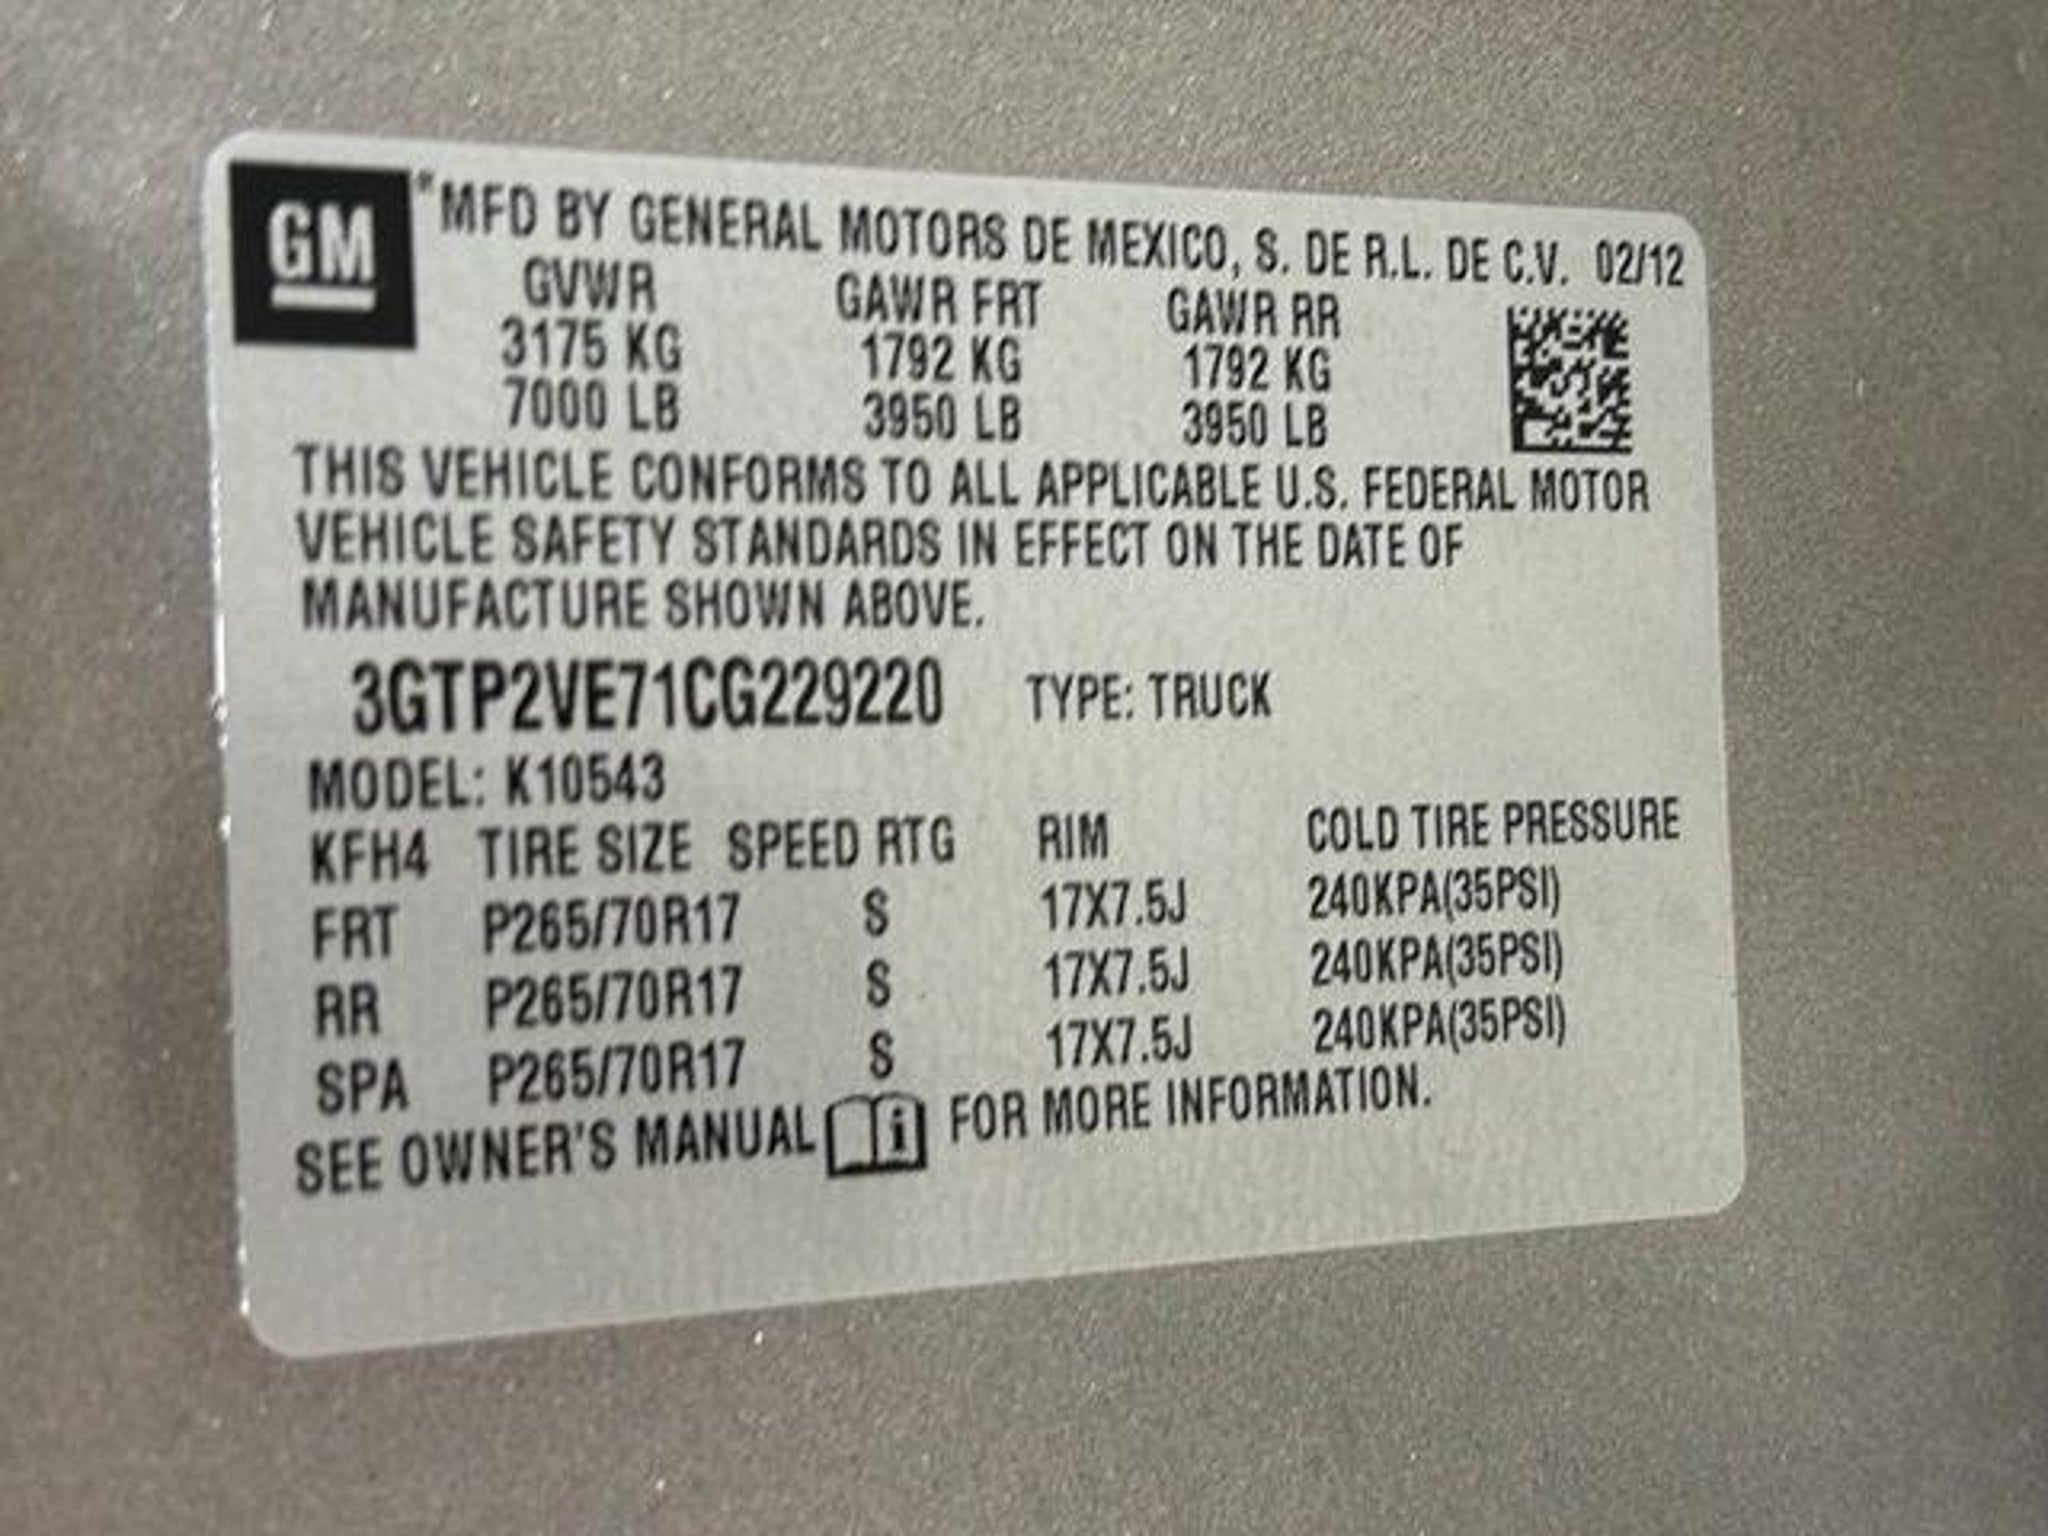 GM *MFD BY GENERAL MOTORS DE MEXICO, S. DE R.L. DE C.V. 02/12
GVWR GAWR FRT GAWR RR
3175 KG 1792 KG 1792 KG
7000 LB 3950 LB 3950 LB
THIS VEHICLE CONFORMS TO ALL APPLICABLE U.S. FEDERAL MOTOR
VEHICLE SAFETY STANDARDS IN EFFECT ON THE DATE OF
MANUFACTURE SHOWN ABOVE.
3GTP2VE71CG229220 TYPE: TRUCK
MODEL: K10543
KFH4 TIRE SIZE SPEED RTG RIM COLD TIRE PRESSURE
FRT P265/70R17 S 17X7.5J 240KPA(35PSI)
RR P265/70R17 S 17X7.5J 240KPA(35PSI)
SPA P265/70R17 S 17X7.5J 240KPA(35PSI)
SEE OWNER'S MANUAL i FOR MORE INFORMATION.